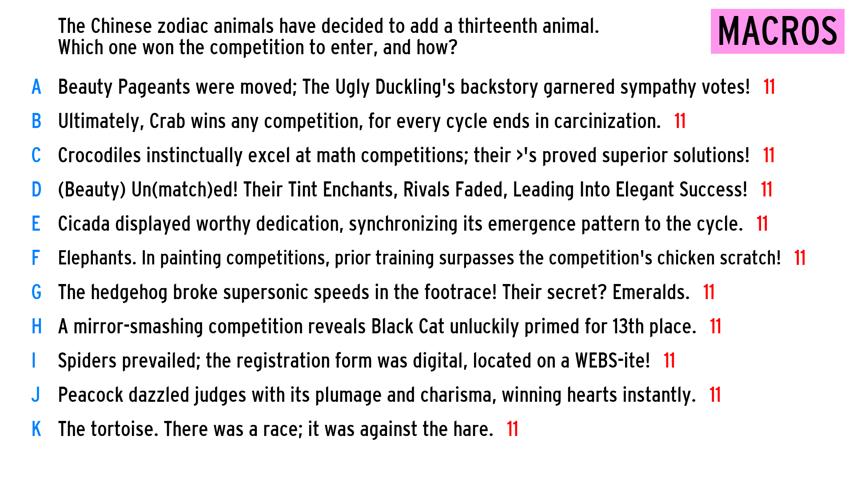 The Chinese zodiac animals have decided to add a thirteenth animal.
Which one won the competition to enter, and how?
MACROS
A Beauty Pageants were moved; The Ugly Duckling's backstory garnered sympathy votes! 11
B Ultimately, Crab wins any competition, for every cycle ends in carcinization. 11
C Crocodiles instinctually excel at math competitions; their >'s proved superior solutions! 11
D (Beauty) Un(match)ed! Their Tint Enchants, Rivals Faded, Leading Into Elegant Success! 11
E Cicada displayed worthy dedication, synchronizing its emergence pattern to the cycle. 11
F Elephants. In painting competitions, prior training surpasses the competition's chicken scratch! 11
G The hedgehog broke supersonic speeds in the footrace! Their secret? Emeralds. 11
H A mirror-smashing competition reveals Black Cat unluckily primed for 13th place. 11
I Spiders prevailed; the registration form was digital, located on a WEBS-ite! 11
J Peacock dazzled judges with its plumage and charisma, winning hearts instantly. 11
K The tortoise. There was a race; it was against the hare. 11